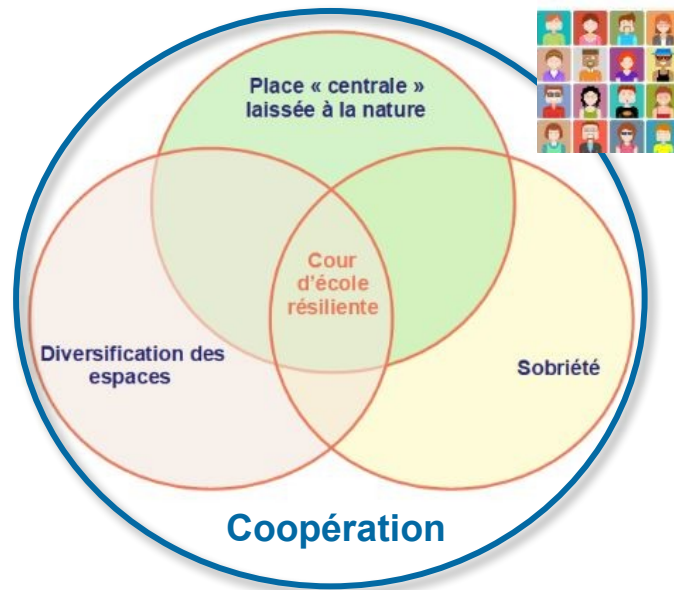 Place « centrale »
laissée à la nature
Cour
d'école
résiliente
Diversification des
espaces
Sobriété
Coopération